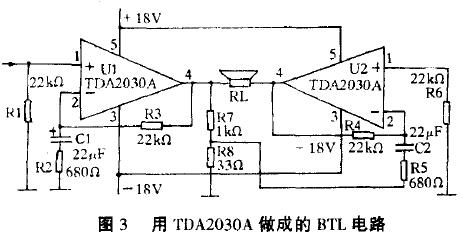 +18V
1
+
U1
5
TDA2030A
4
22kΩ
2
−
3
R1
+
C1
22μF
R2
680Ω
R3
22kΩ
RL
R7
1kΩ
R8
33Ω
−18V
4
5
U2
+
1
TDA2030A
−
2
3
22kΩ
R6
R4
22kΩ
−18V
22μF
C2
R5
680Ω
图 3 用 TDA2030A 做成的 BTL 电路